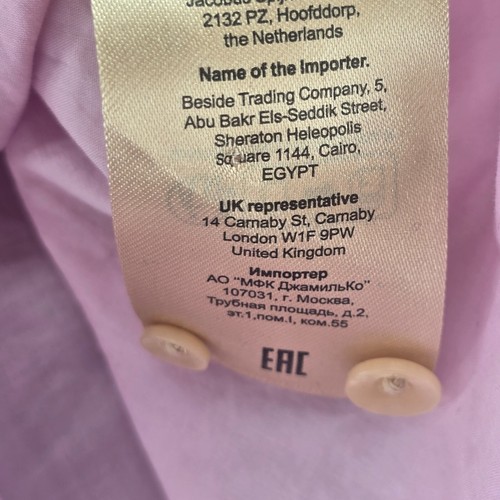 2132 PZ, Hoofddorp,
the Netherlands
Name of the Importer.
Beside Trading Company, 5,
Abu Bakr Els-Seddik Street,
Sheraton Heleopolis
Square 1144, Cairo,
EGYPT
UK representative
14 Carnaby St, Carnaby
London W1F 9PW
United Kingdom
Импортер
АО "МФК ДжамильКо"
107031, г. Москва,
Трубная площадь, д.2,
эт.1,пом.I, ком.55
EAC